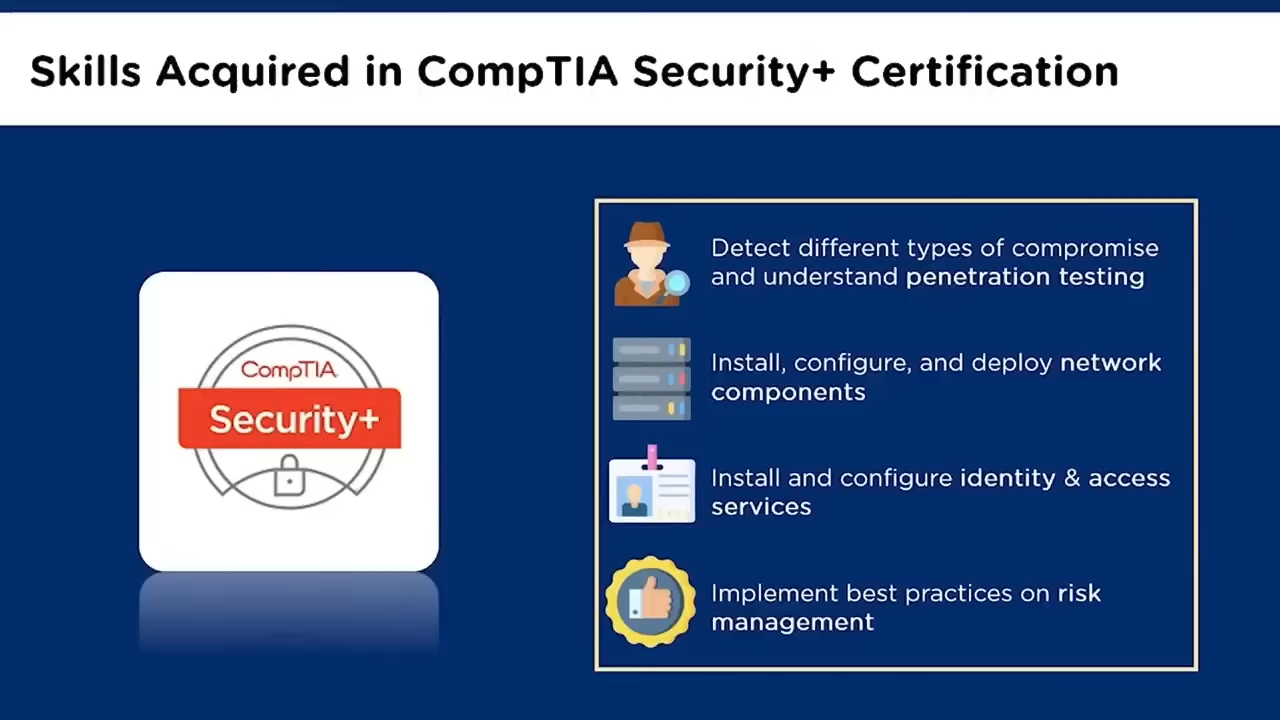 Skills Acquired in CompTIA Security+ Certification
CompTIA
Security+
Detect different types of compromise
and understand penetration testing
Install, configure, and deploy network
components
Install and configure identity & access
services
Implement best practices on risk
management